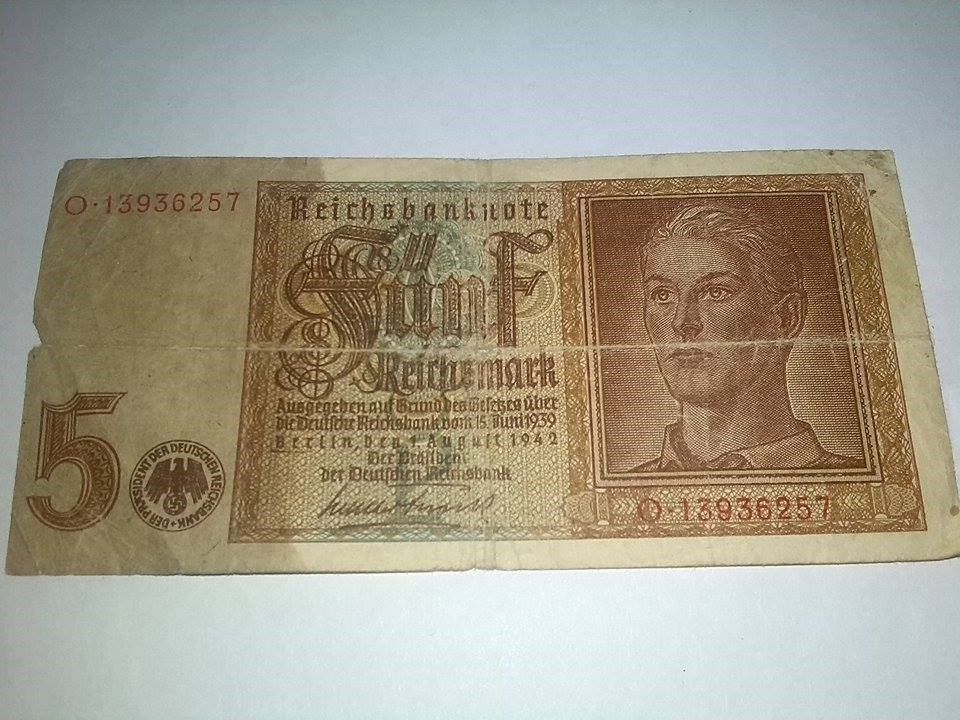 O·13936257
Reichsbanknote
Fünf
Reichsmark
Ausgegeben auf Grund des Gesetzes über
die Deutsche Reichsbank vom 15. Juni 1939
Berlin, den 1. August 1942
Der Präsident
der Deutschen Reichsbank
5
DER PRÄSIDENT DER DEUTSCHEN REICHSBANK
O·13936257